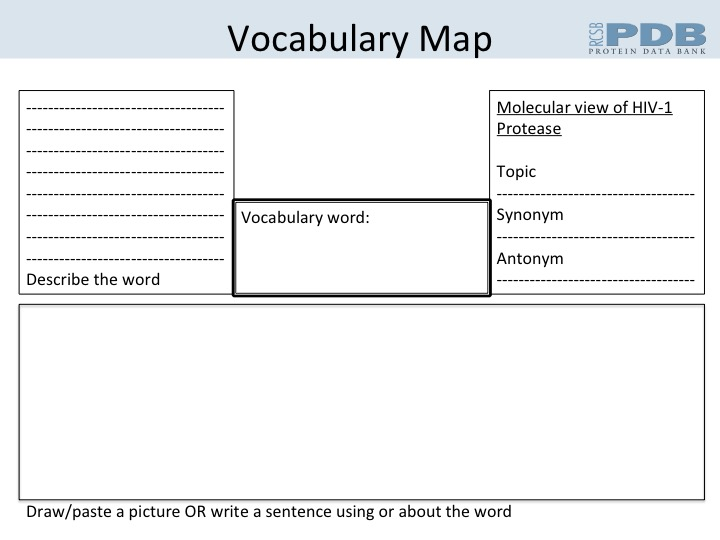 Vocabulary Map
RCSB
PDB
PROTEIN DATA BANK
------------------------------------
------------------------------------
------------------------------------
------------------------------------
------------------------------------
------------------------------------
------------------------------------
------------------------------------
Describe the word
Vocabulary word:
Molecular view of HIV-1
Protease
Topic
------------------------------------
Synonym
------------------------------------
Antonym
------------------------------------
Draw/paste a picture OR write a sentence using or about the word